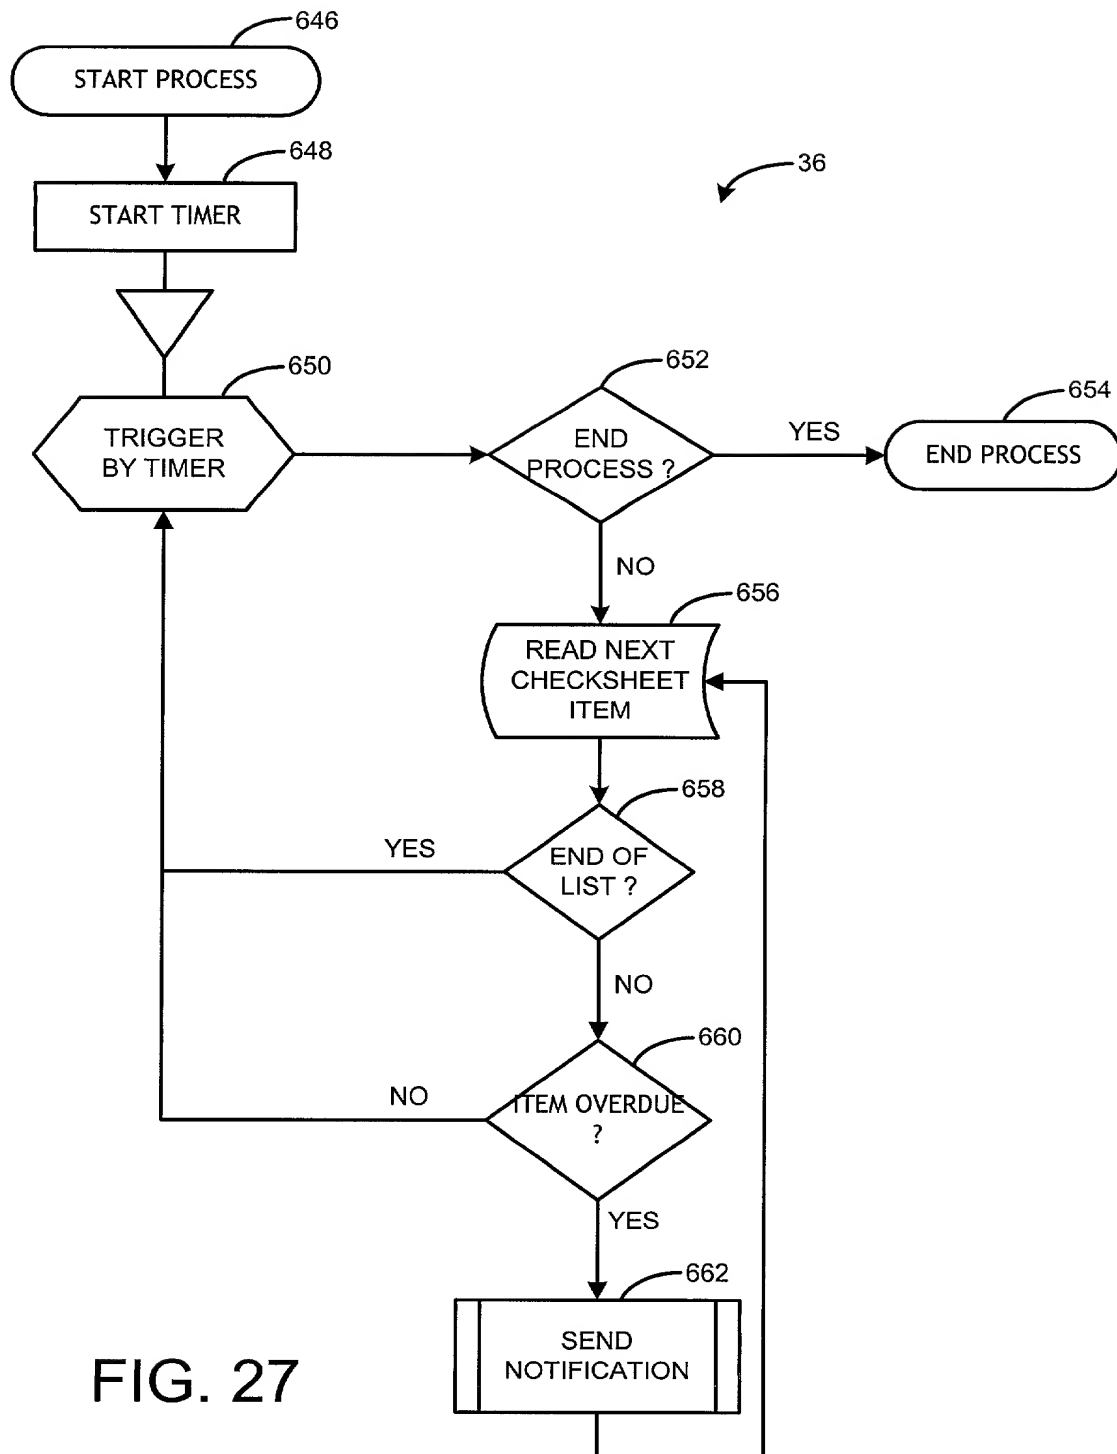 646
START PROCESS
648
36
START TIMER
650
652
654
TRIGGER
BY TIMER
END
PROCESS ?
YES
END PROCESS
NO
656
READ NEXT
CHECKSHEET
ITEM
658
YES
END OF
LIST ?
NO
660
NO
ITEM OVERDUE
?
YES
662
SEND
NOTIFICATION
FIG. 27